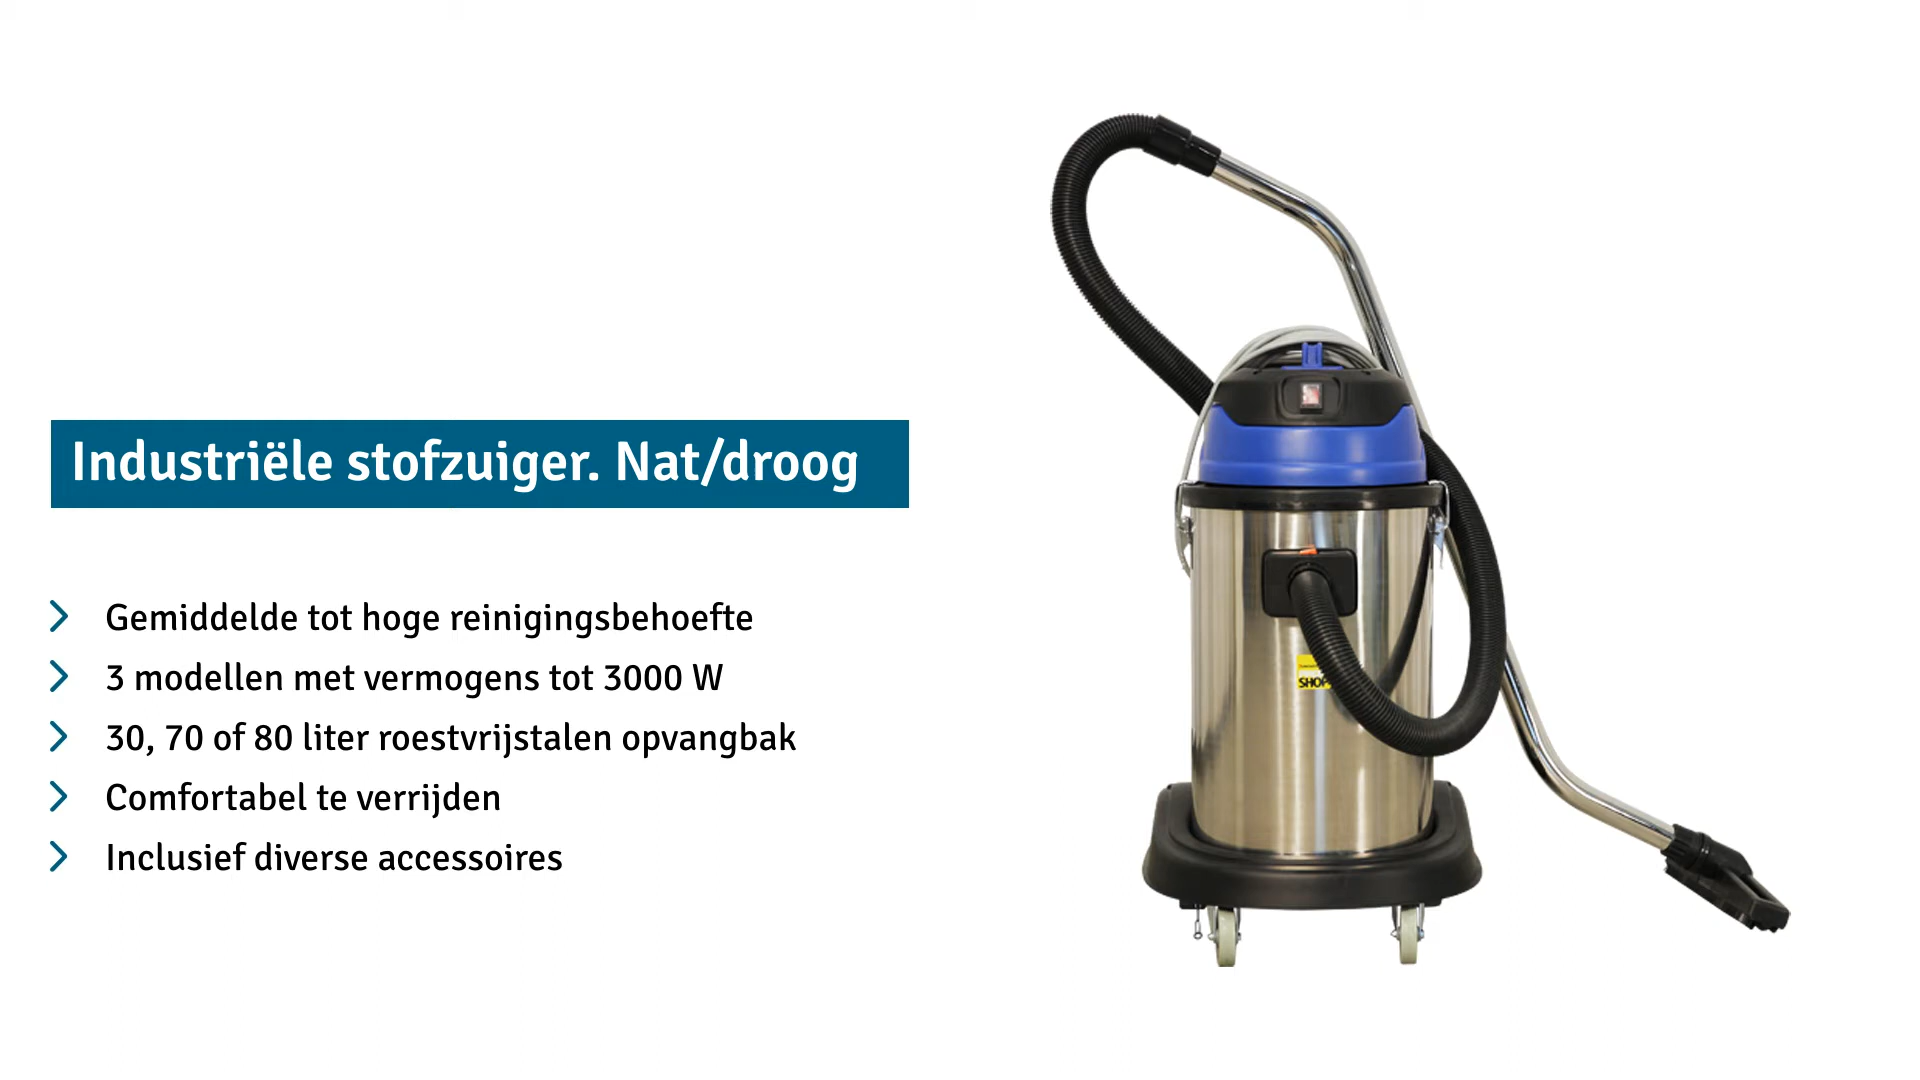 Industriële stofzuiger. Nat/droog
Gemiddelde tot hoge reinigingsbehoefte
3 modellen met vermogens tot 3000 W
30, 70 of 80 liter roestvrijstalen opvangbak
Comfortabel te verrijden
Inclusief diverse accessoires